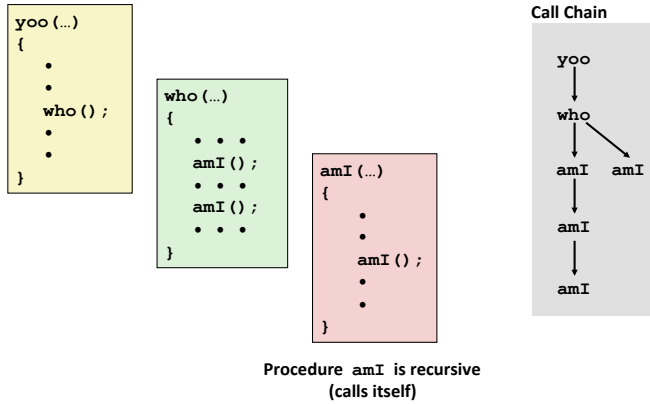 yoo(…)
{
•
•
who();
•
•
}
who(…)
{
• • •
amI();
• • •
amI();
• • •
}
amI(…)
{
•
•
amI();
•
•
}
Procedure amI is recursive
(calls itself)
Call Chain
yoo
who
amI amI
amI
amI